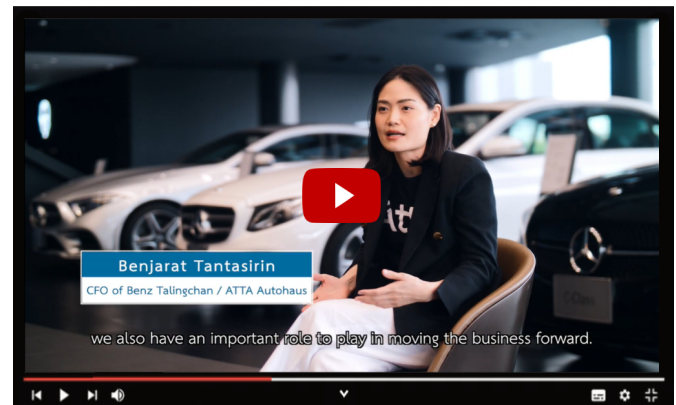 Benjarat Tantasirin
CFO of Benz Talingchan / ATTA Autohaus
we also have an important role to play in moving the business forward.